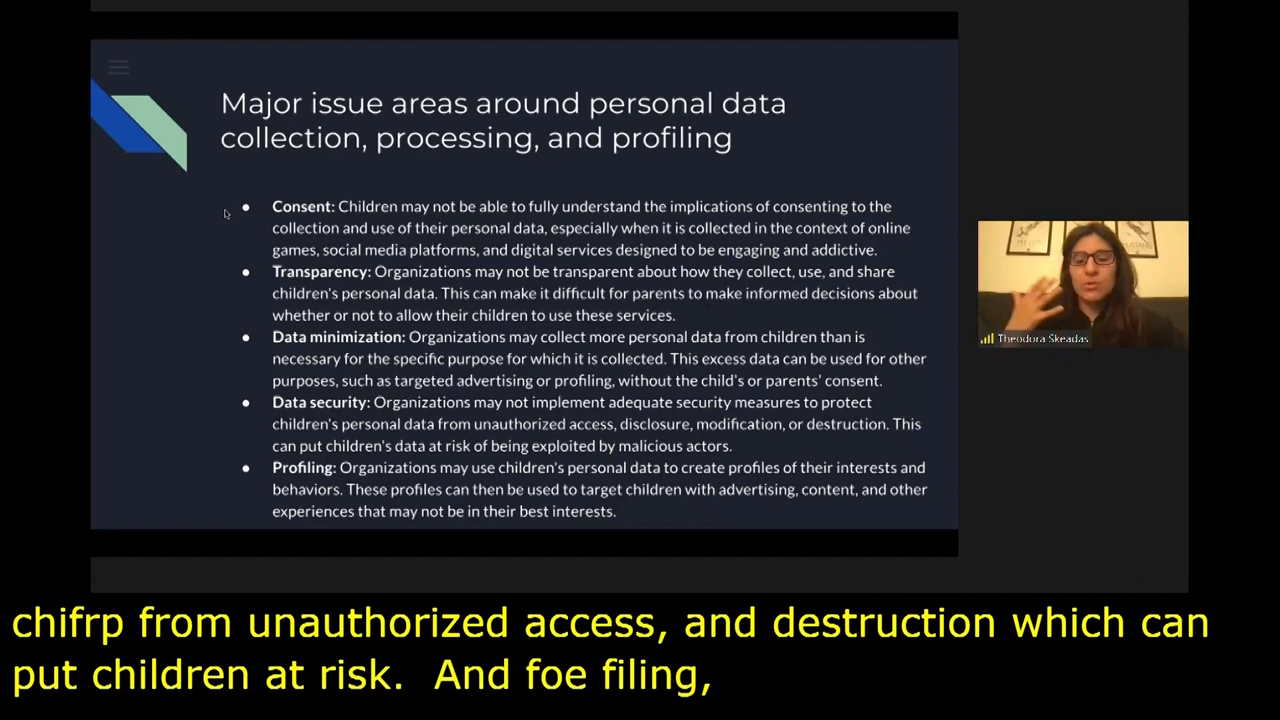 Major issue areas around personal data
collection, processing, and profiling
● Consent: Children may not be able to fully understand the implications of consenting to the
collection and use of their personal data, especially when it is collected in the context of online
games, social media platforms, and digital services designed to be engaging and addictive.
● Transparency: Organizations may not be transparent about how they collect, use, and share
children's personal data. This can make it difficult for parents to make informed decisions about
whether or not to allow their children to use these services.
● Data minimization: Organizations may collect more personal data from children than is
necessary for the specific purpose for which it is collected. This excess data can be used for other
purposes, such as targeted advertising or profiling, without the child's or parents' consent.
● Data security: Organizations may not implement adequate security measures to protect
children's personal data from unauthorized access, disclosure, modification, or destruction. This
can put children's data at risk of being exploited by malicious actors.
● Profiling: Organizations may use children's personal data to create profiles of their interests and
behaviors. These profiles can then be used to target children with advertising, content, and other
experiences that may not be in their best interests.
Theodora Skeadas
chifrp from unauthorized access, and destruction which can
put children at risk.  And foe filing,